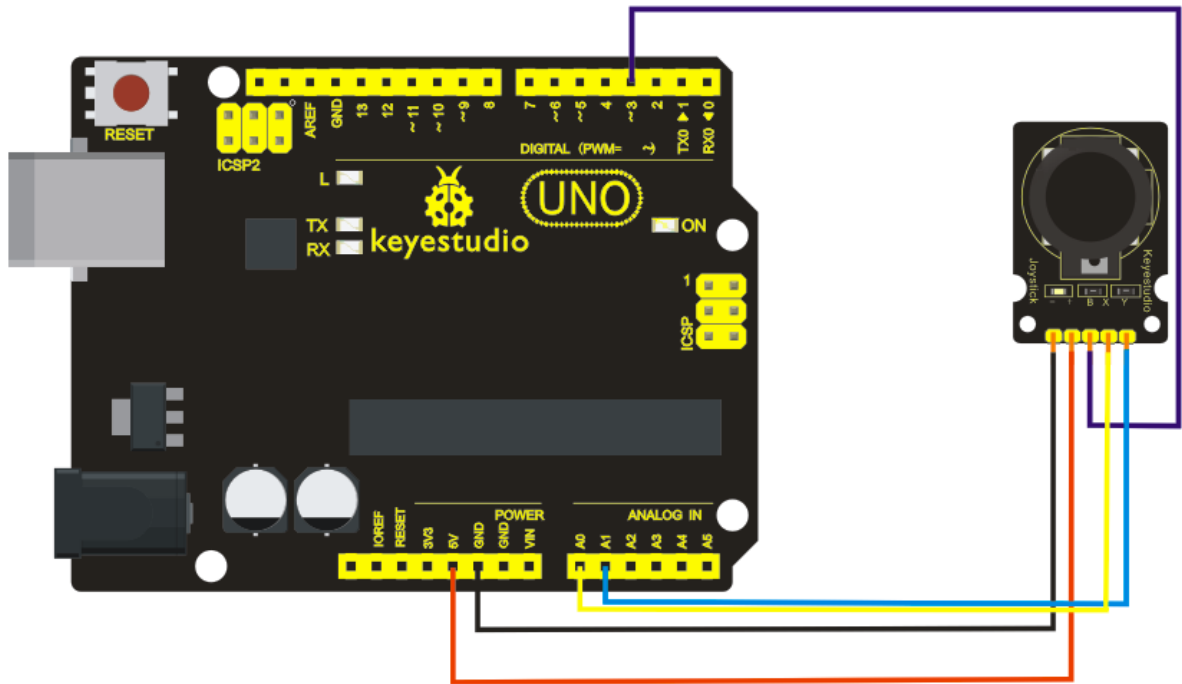 RESET
ICSP2
AREF
GND
13
12
~11
~10
~9
8
7
~6
~5
4
~3
2
TX0 ▶ 1
RX0 ◀ 0
DIGITAL (PWM= ~)
L
TX
RX
keyestudio
UNO
ON
1
ICSP
IOREF
RESET
3V3
5V
GND
GND
VIN
POWER
ANALOG IN
A0
A1
A2
A3
A4
A5
Joystick
Keyestudio
- + B X Y